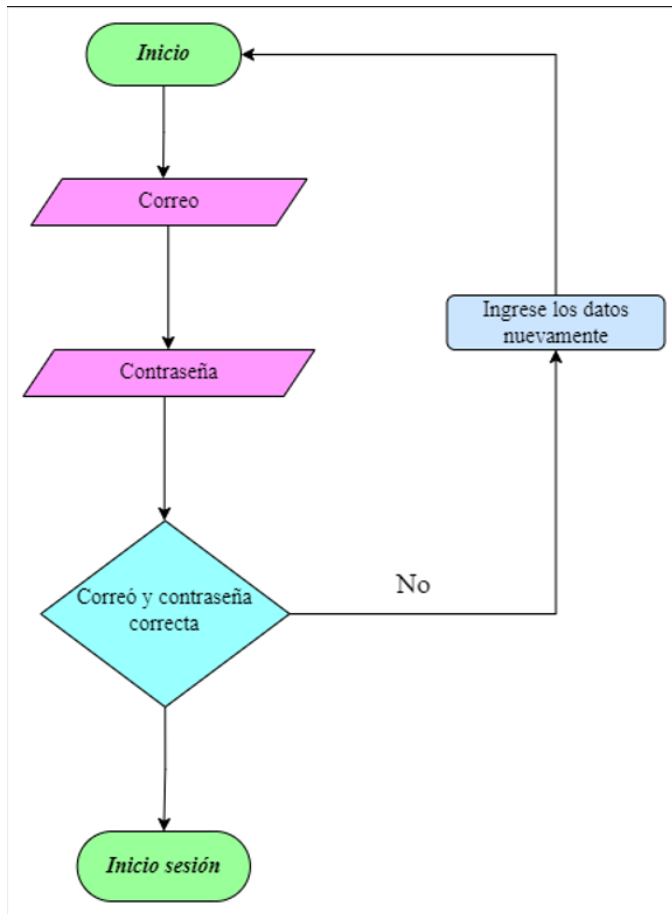 Inicio
Correo
Contraseña
Correó y contraseña
correcta
No
Ingrese los datos
nuevamente
Inicio sesión